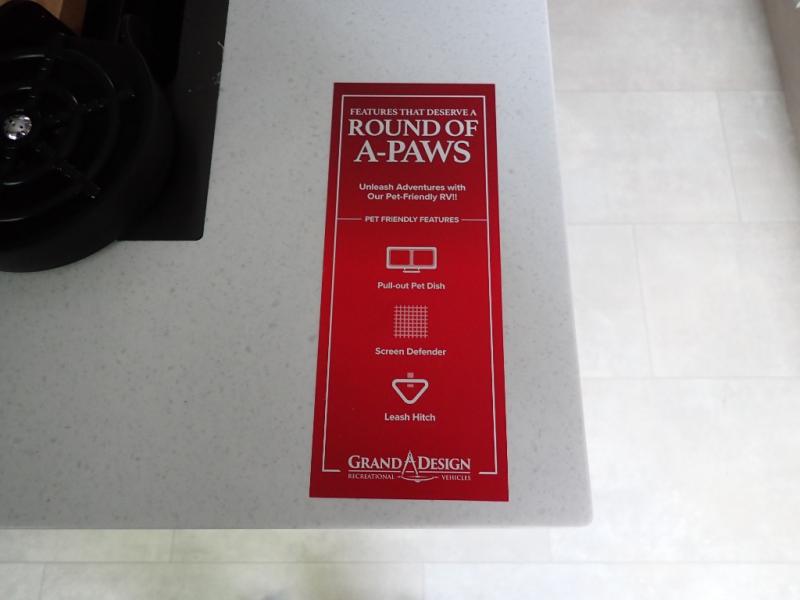 FEATURES THAT DESERVE A
ROUND OF
A-PAWS
Unleash Adventures with
Our Pet-Friendly RV!!
PET FRIENDLY FEATURES
Pull-out Pet Dish
Screen Defender
Leash Hitch
GRAND DESIGN
RECREATIONAL VEHICLES